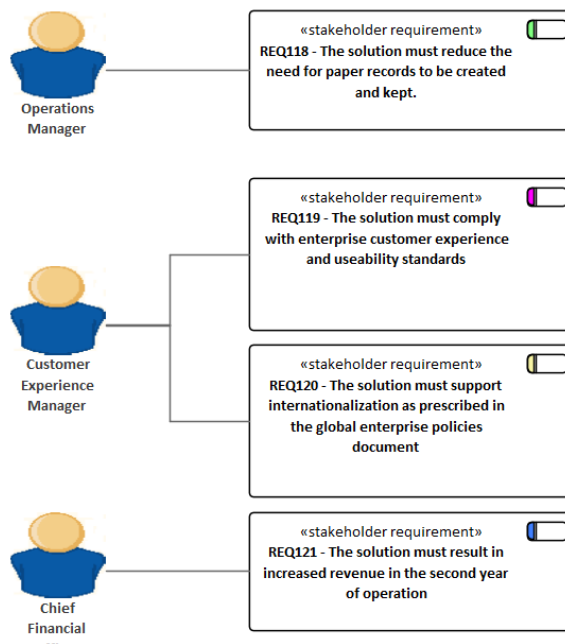 «stakeholder requirement»
REQ118 - The solution must reduce the
need for paper records to be created
and kept.
Operations
Manager
«stakeholder requirement»
REQ119 - The solution must comply
with enterprise customer experience
and useability standards
Customer
Experience
Manager
«stakeholder requirement»
REQ120 - The solution must support
internationalization as prescribed in
the global enterprise policies
document
«stakeholder requirement»
REQ121 - The solution must result in
increased revenue in the second year
of operation
Chief
Financial